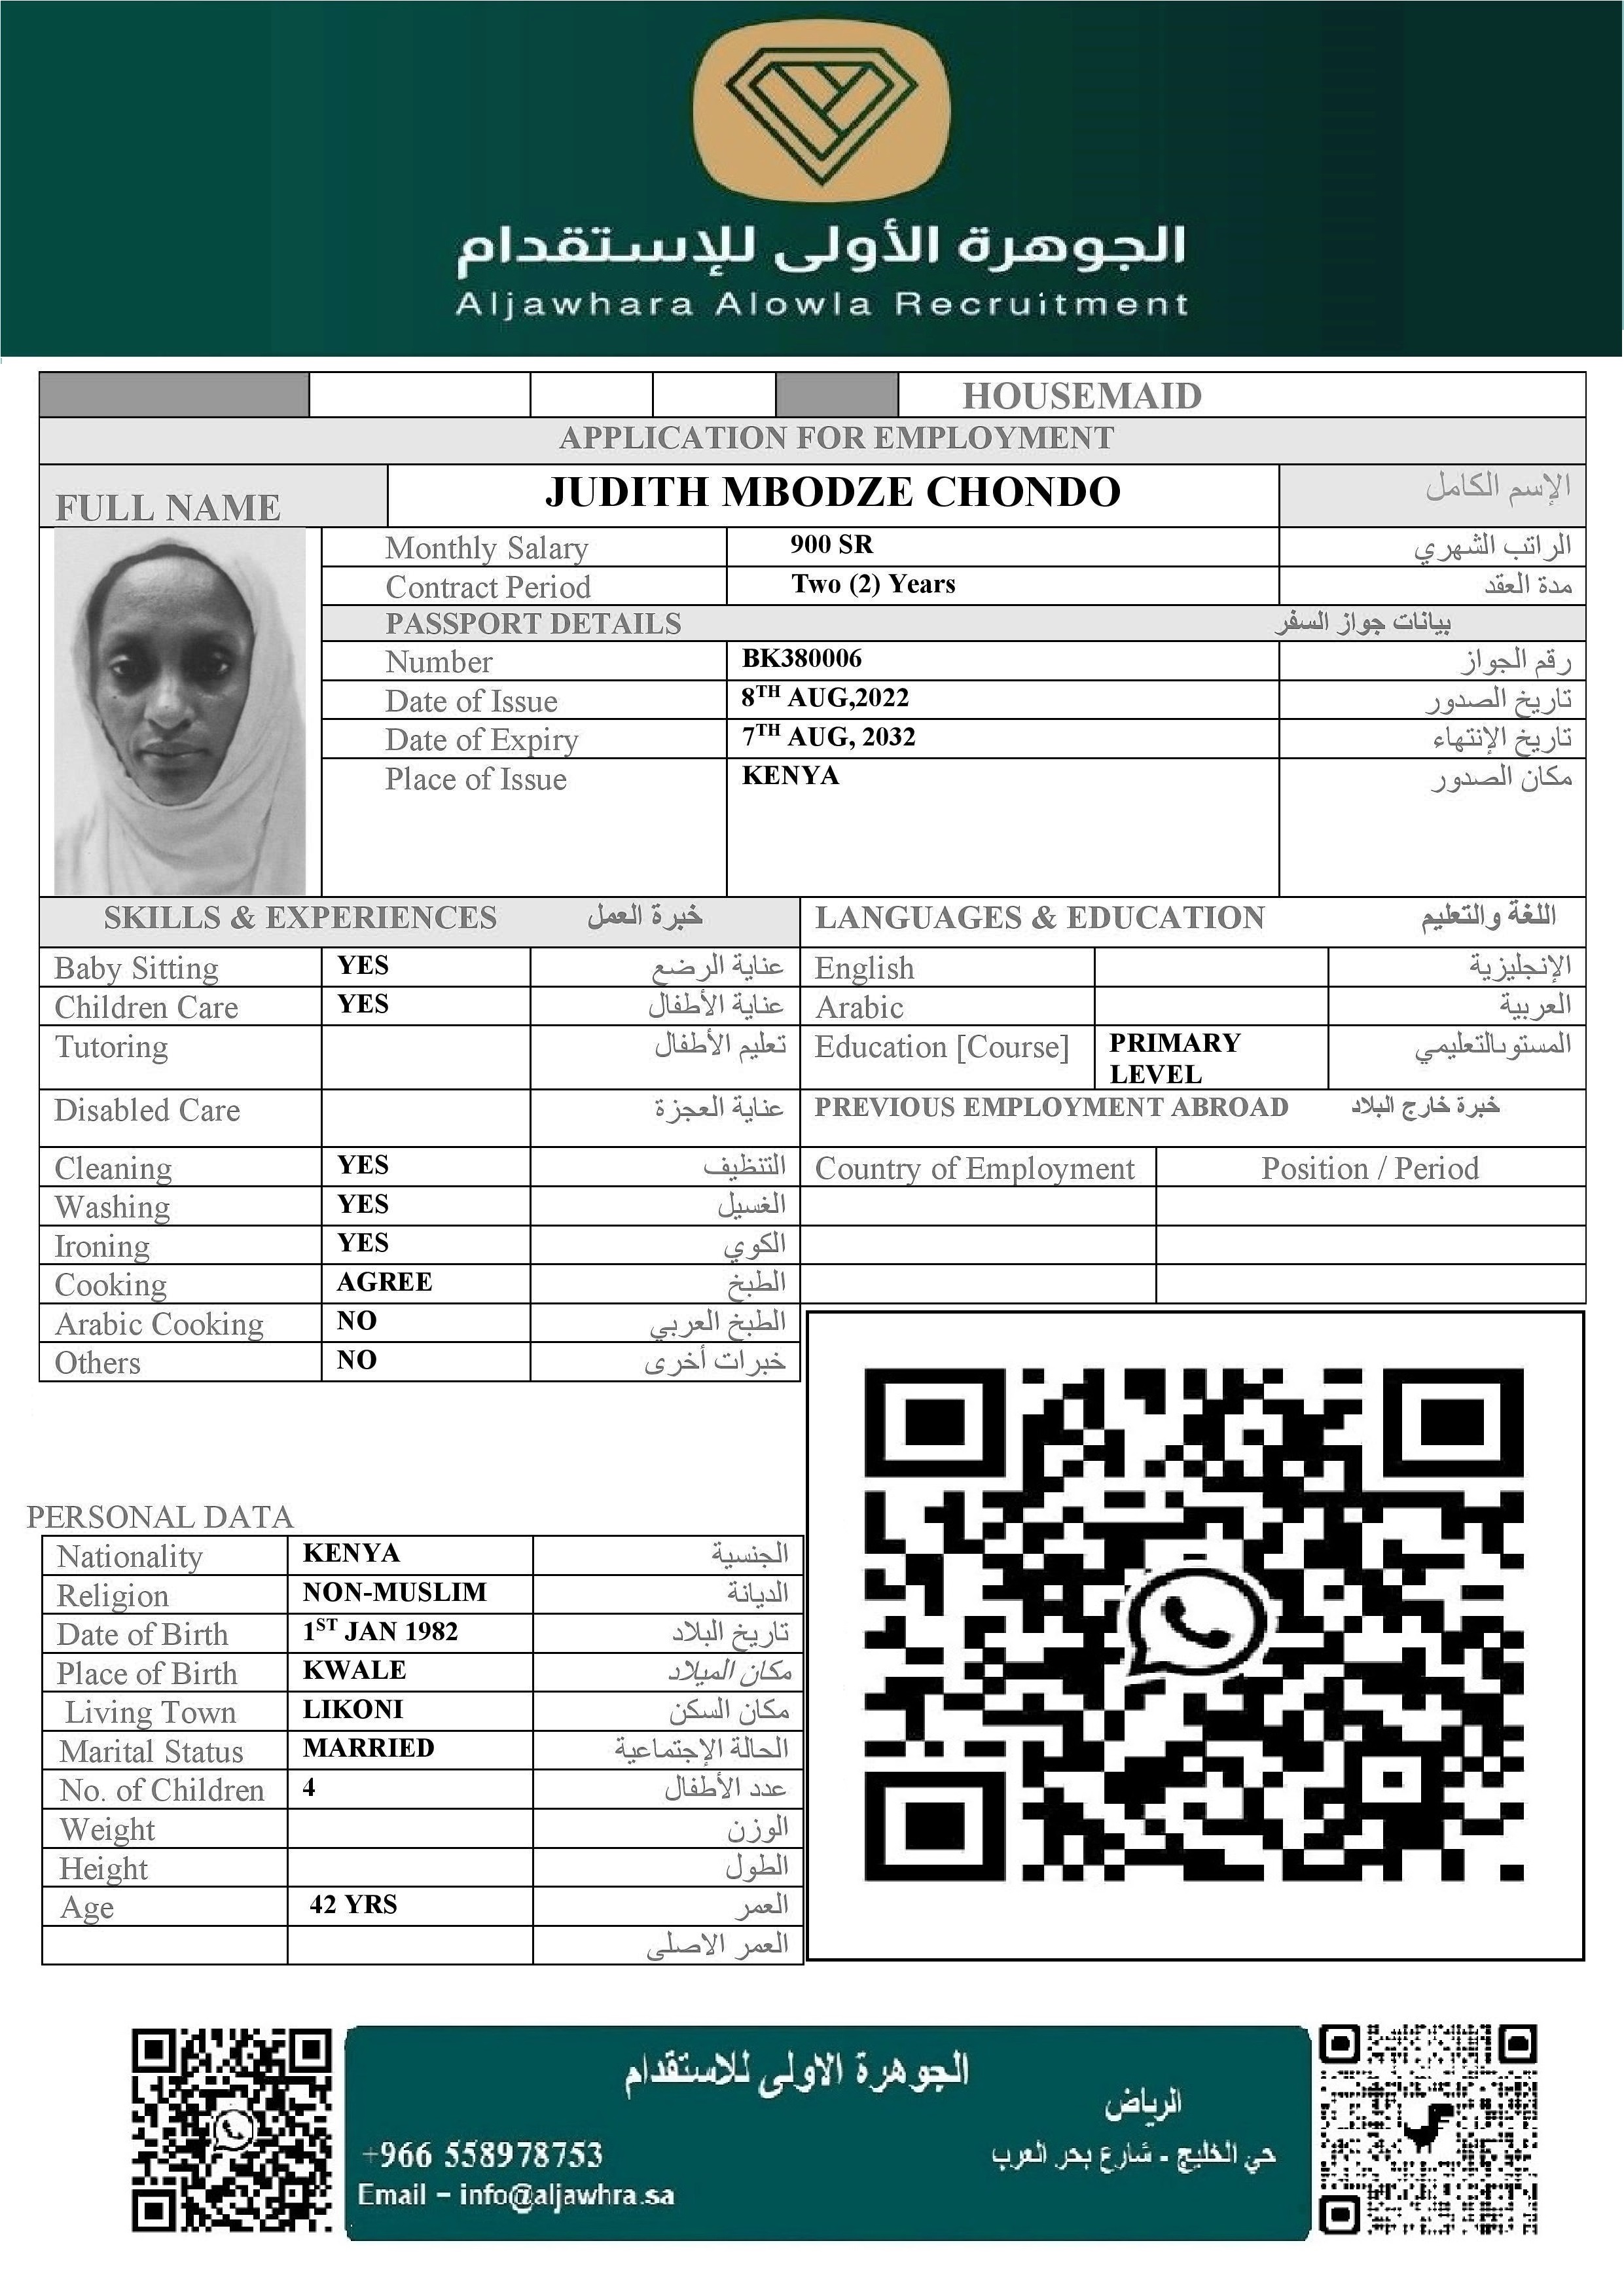 الجوهرة الأولى للإستقدام
Aljawhara Alowla Recruitment
HOUSEMAID
APPLICATION FOR EMPLOYMENT
FULL NAME JUDITH MBODZE CHONDO الإسم الكامل
Monthly Salary 900 SR الراتب الشهري
Contract Period Two (2) Years مدة العقد
PASSPORT DETAILS بيانات جواز السفر
Number BK380006 رقم الجواز
Date of Issue 8TH AUG,2022 تاريخ الصدور
Date of Expiry 7TH AUG, 2032 تاريخ الإنتهاء
Place of Issue KENYA مكان الصدور
SKILLS & EXPERIENCES خبرة العمل
Baby Sitting YES عناية الرضع
Children Care YES عناية الأطفال
Tutoring تعليم الأطفال
Disabled Care عناية العجزة
Cleaning YES التنظيف
Washing YES الغسيل
Ironing YES الكوي
Cooking AGREE الطبخ
Arabic Cooking NO الطبخ العربي
Others NO خبرات أخرى
LANGUAGES & EDUCATION اللغة والتعليم
English الإنجليزية
Arabic العربية
Education [Course] PRIMARY LEVEL المستوىالتعليمي
PREVIOUS EMPLOYMENT ABROAD خبرة خارج البلاد
Country of Employment Position / Period
PERSONAL DATA
Nationality KENYA الجنسية
Religion NON-MUSLIM الديانة
Date of Birth 1ST JAN 1982 تاريخ البلاد
Place of Birth KWALE مكان الميلاد
Living Town LIKONI مكان السكن
Marital Status MARRIED الحالة الإجتماعية
No. of Children 4 عدد الأطفال
Weight الوزن
Height الطول
Age 42 YRS العمر
العمر الاصلى
الجوهرة الاولى للاستقدام
الرياض
حي الخليج - شارع بحر العرب
+966 558978753
Email – info@aljawhra.sa